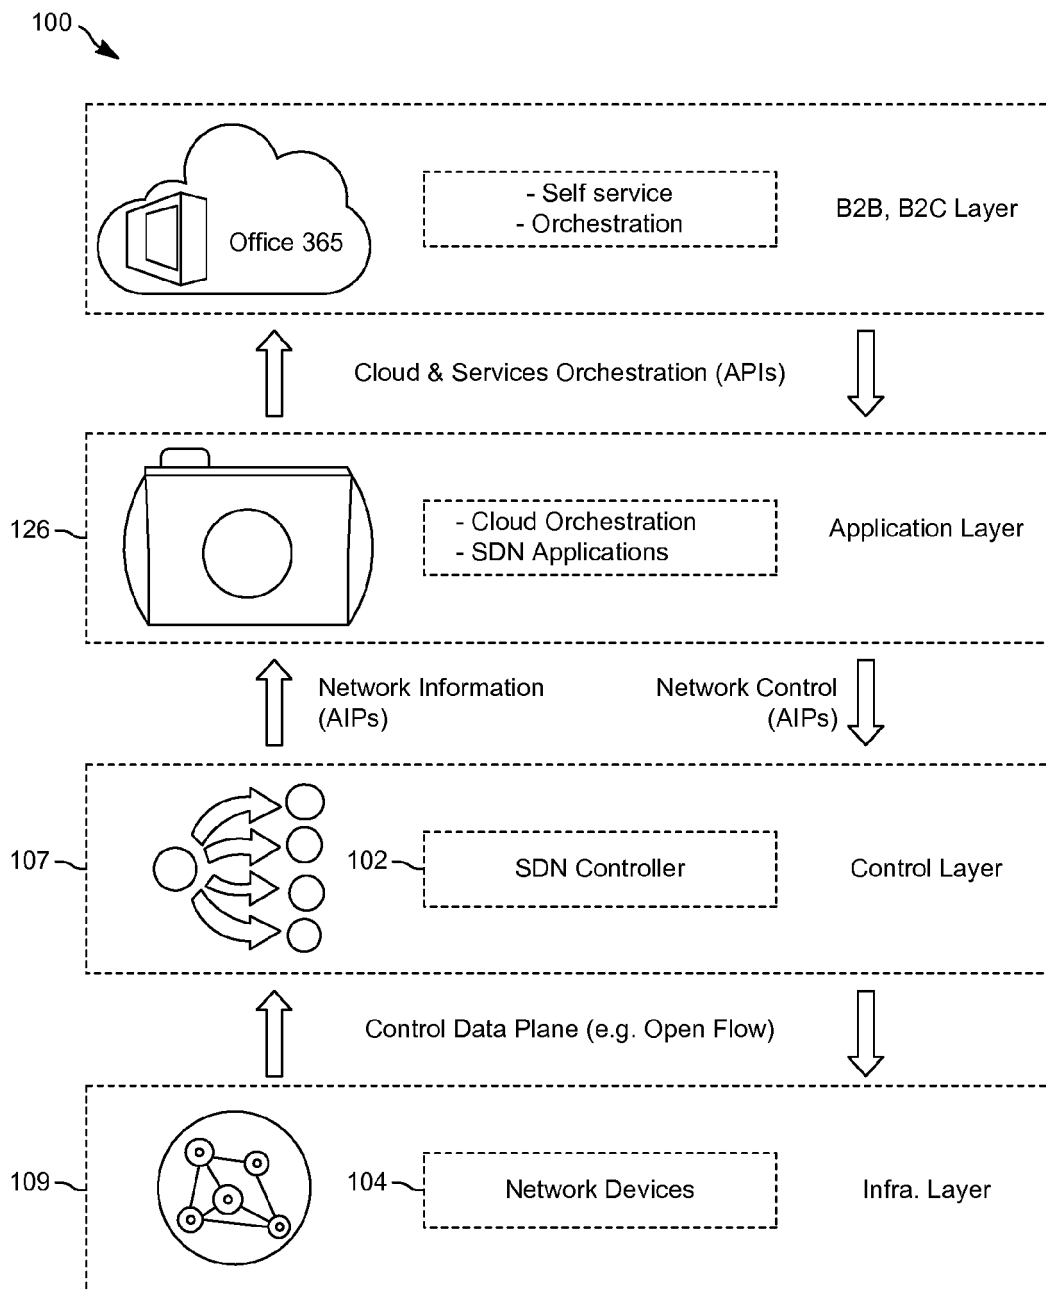 100
- Self service
- Orchestration
Office 365
B2B, B2C Layer
Cloud & Services Orchestration (APIs)
126
- Cloud Orchestration
- SDN Applications
Application Layer
Network Information
(AIPs)
Network Control
(AIPs)
107
102
SDN Controller
Control Layer
Control Data Plane (e.g. Open Flow)
109
104
Network Devices
Infra. Layer